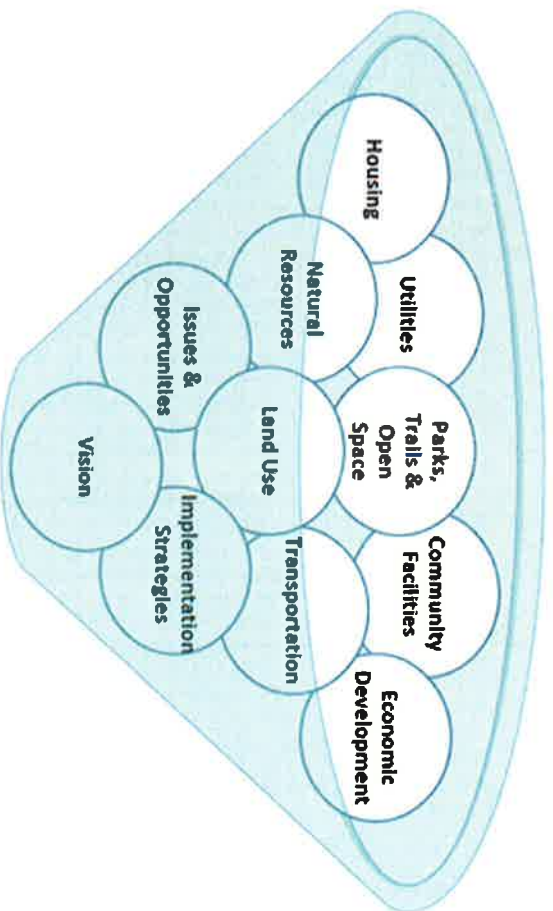 Housing
Utilities
Parks,
Trails &
Open
Space
Community
Facilities
Economic
Development
Natural
Resources
Land Use
Transportation
Issues &
Opportunities
Implementation
Strategies
Vision